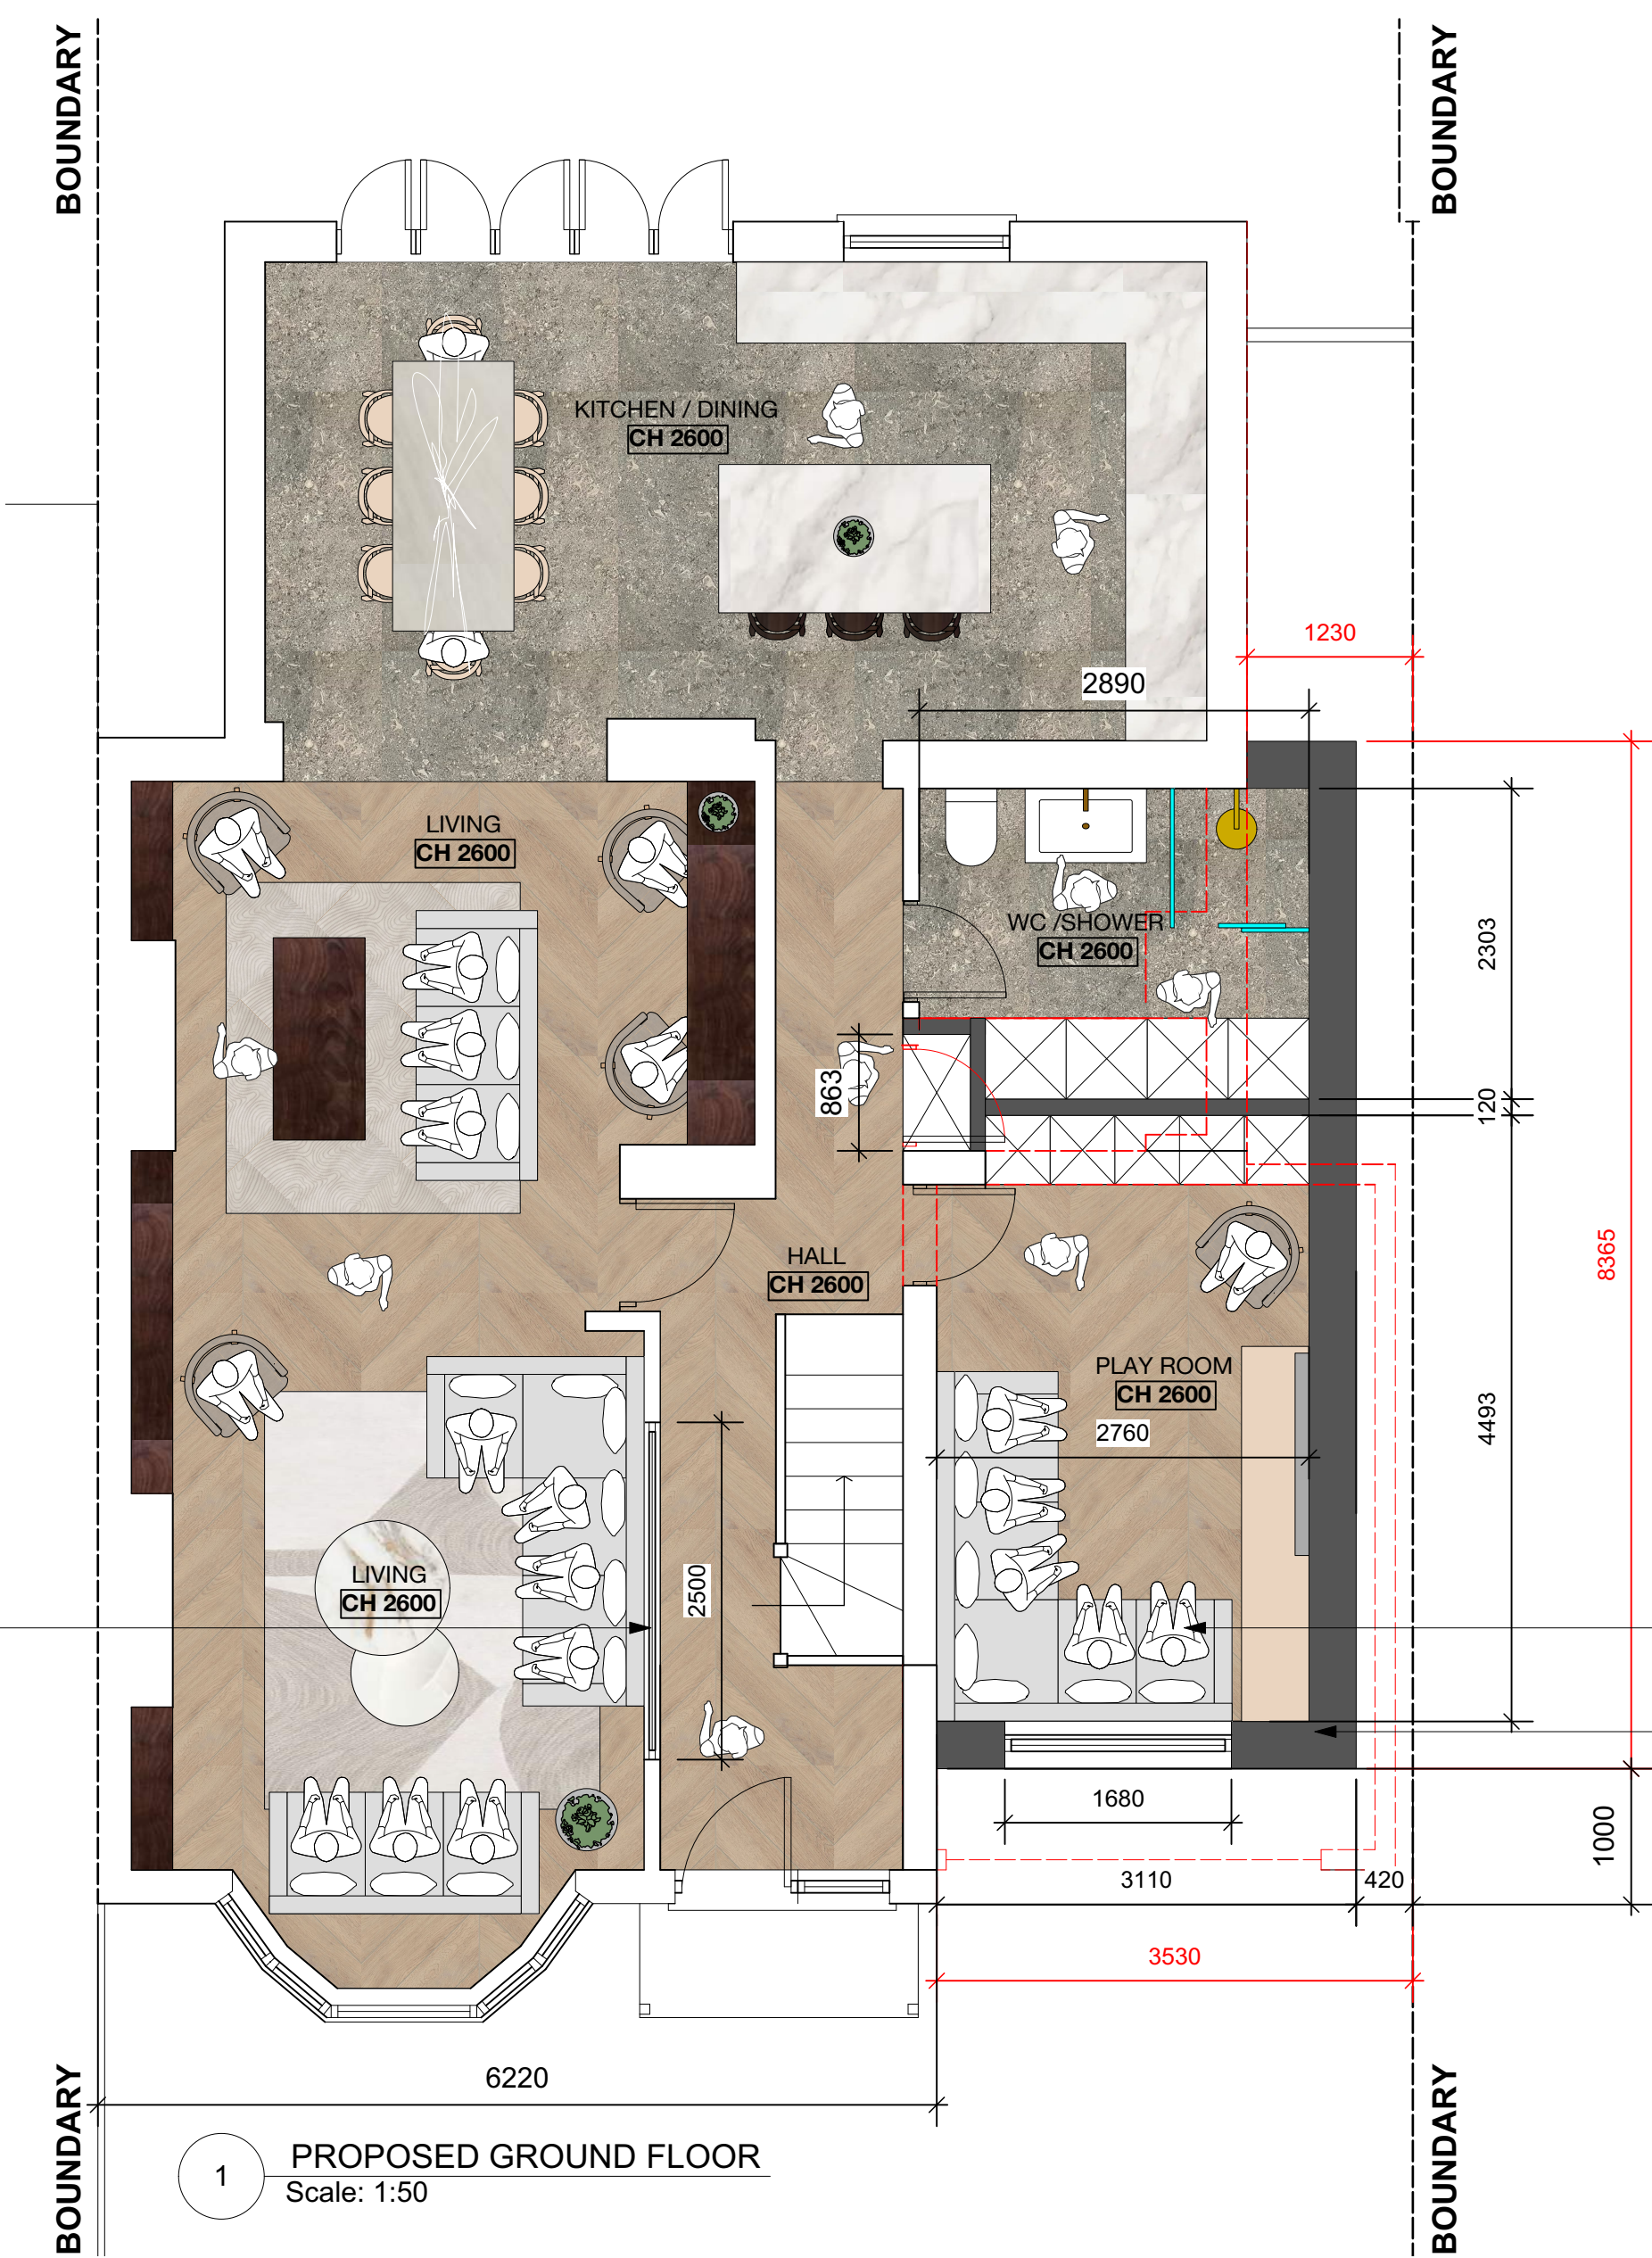 BOUNDARY
BOUNDARY
KITCHEN / DINING
CH 2600
1230
2890
LIVING
CH 2600
WC /SHOWER
CH 2600
2303
863
120
HALL
CH 2600
8365
PLAY ROOM
CH 2600
2760
4493
LIVING
CH 2600
2500
1680
1000
3110
420
3530
6220
BOUNDARY
BOUNDARY
1
PROPOSED GROUND FLOOR
Scale: 1:50